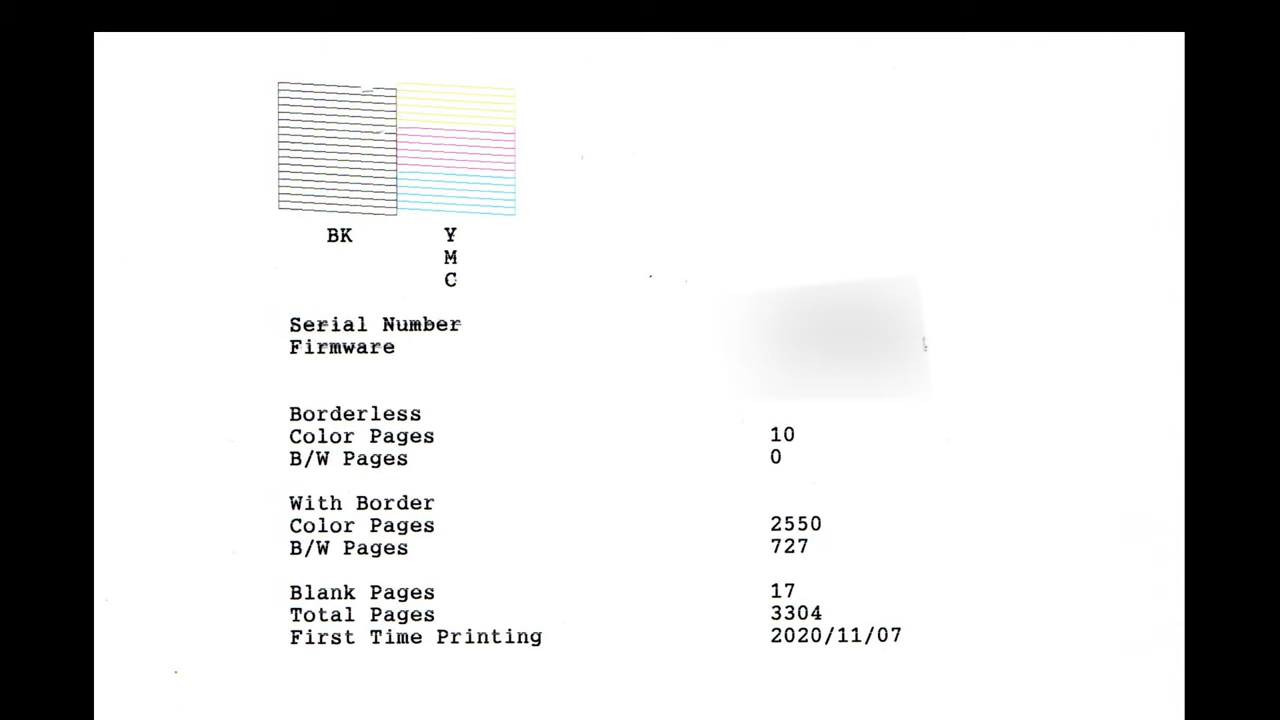 BK Y
M
C
Serial Number
Firmware
Borderless
Color Pages 10
B/W Pages 0
With Border
Color Pages 2550
B/W Pages 727
Blank Pages 17
Total Pages 3304
First Time Printing 2020/11/07